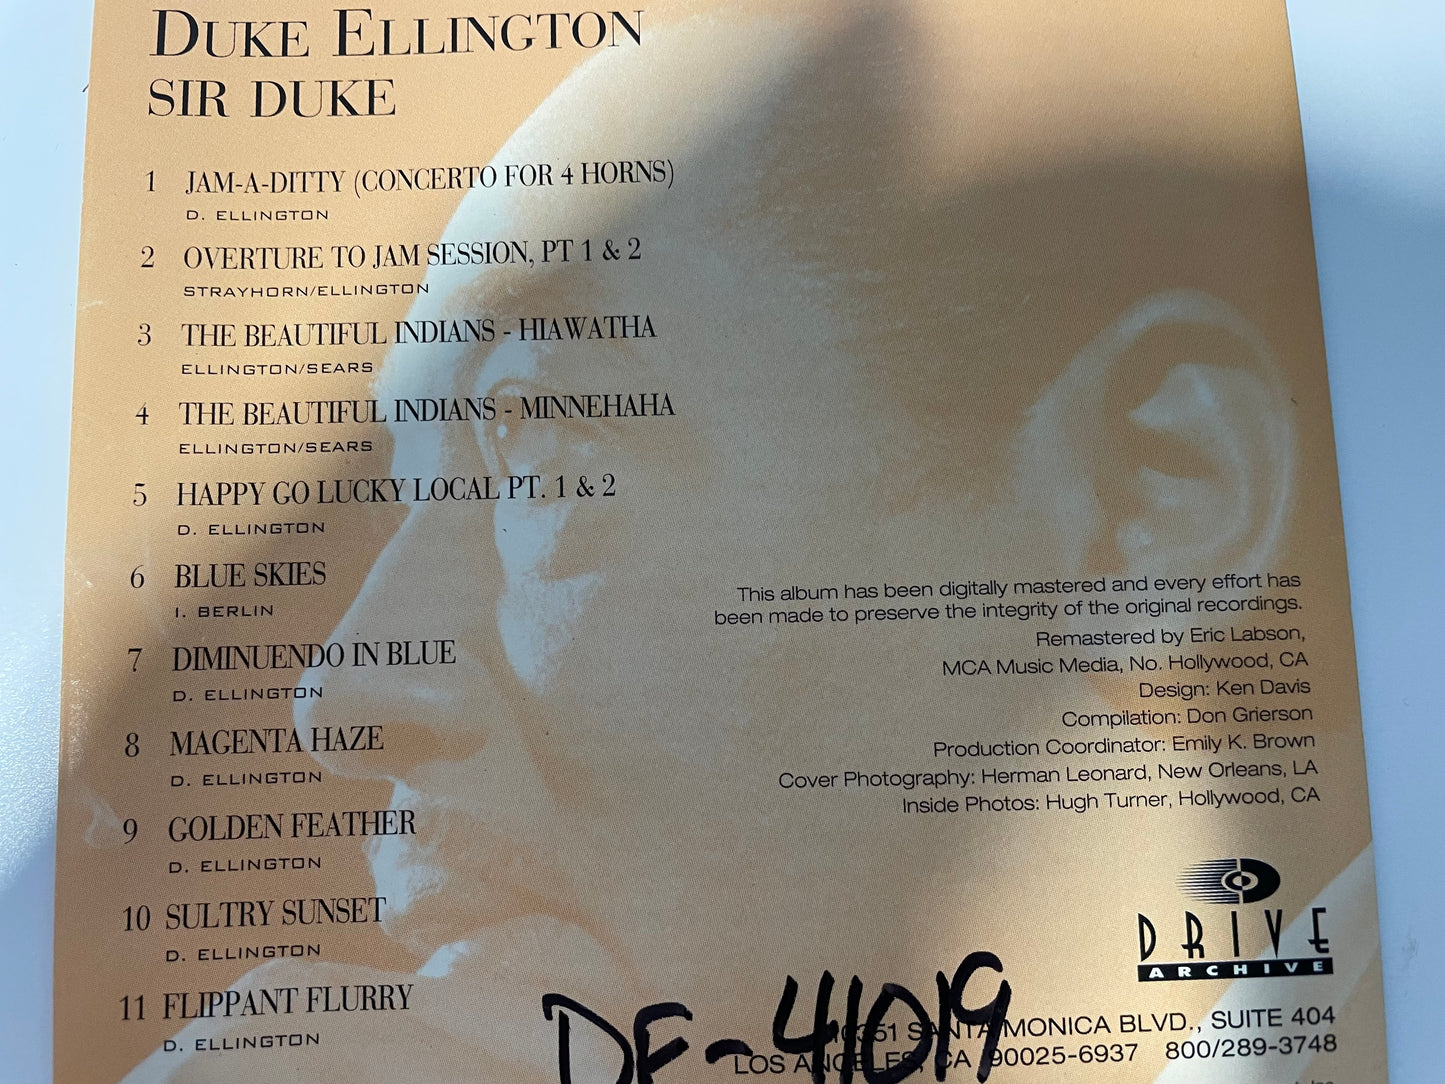 DUKE ELLINGTON
SIR DUKE
1 JAM-A-DITTY (CONCERTO FOR 4 HORNS)
D. ELLINGTON
2 OVERTURE TO JAM SESSION, PT 1 & 2
STRAYHORN/ELLINGTON
3 THE BEAUTIFUL INDIANS - HIAWATHA
ELLINGTON/SEARS
4 THE BEAUTIFUL INDIANS - MINNEHAHA
ELLINGTON/SEARS
5 HAPPY GO LUCKY LOCAL PT. 1 & 2
D. ELLINGTON
6 BLUE SKIES
I. BERLIN
7 DIMINUENDO IN BLUE
D. ELLINGTON
8 MAGENTA HAZE
D. ELLINGTON
9 GOLDEN FEATHER
D. ELLINGTON
10 SULTRY SUNSET
D. ELLINGTON
11 FLIPPANT FLURRY
D. ELLINGTON
This album has been digitally mastered and every effort has
been made to preserve the integrity of the original recordings.
Remastered by Eric Labson,
MCA Music Media, No. Hollywood, CA
Design: Ken Davis
Compilation: Don Grierson
Production Coordinator: Emily K. Brown
Cover Photography: Herman Leonard, New Orleans, LA
Inside Photos: Hugh Turner, Hollywood, CA
DRIVE
ARCHIVE
DE-41019
10351 SANTA MONICA BLVD., SUITE 404
LOS ANGELES, CA 90025-6937 800/289-3748